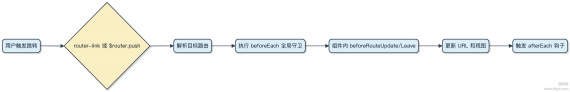 用户触发跳转
router-link 或 $router.push
解析目标路由
执行 beforeEach 全局守卫
组件内 beforeRouteUpdate/Leave
更新 URL 和视图
触发 afterEach 钩子